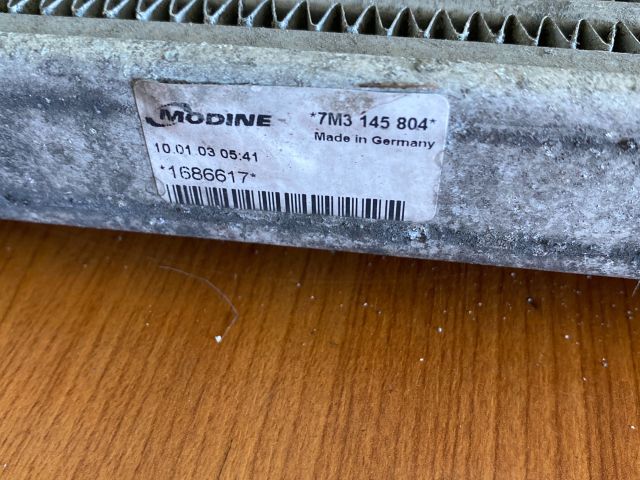 MODINE *7M3 145 804*
Made in Germany
10.01.03 05:41
*1686617*